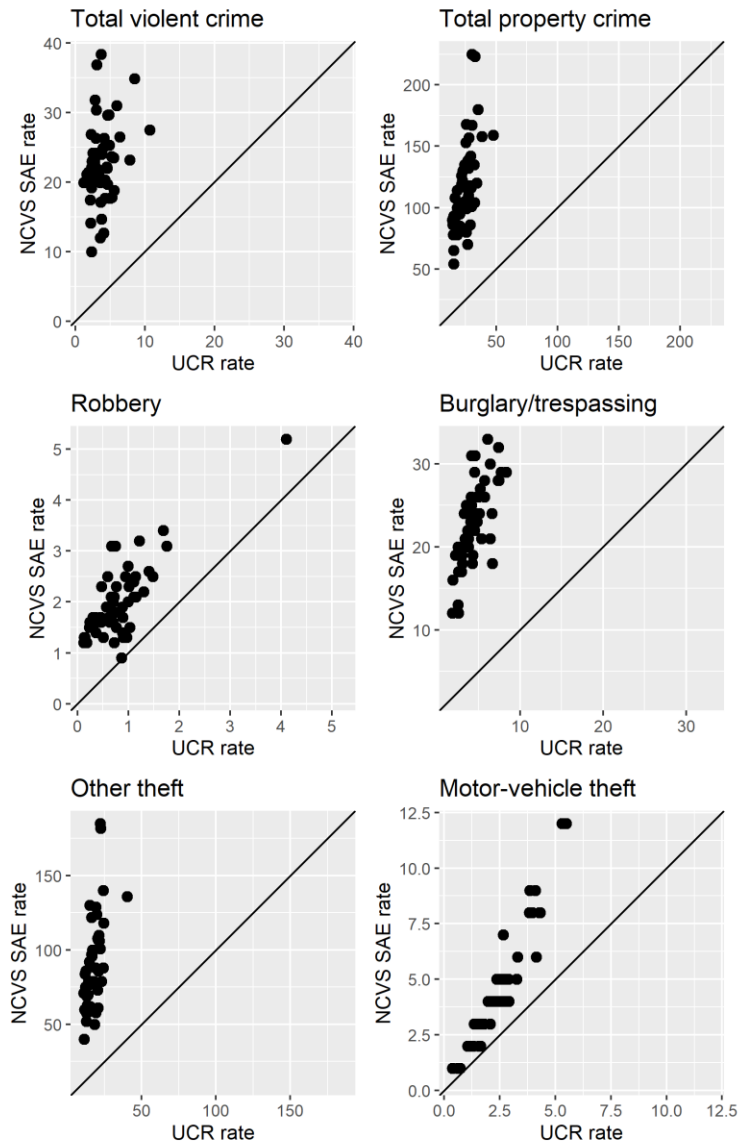 Total violent crime
40
30
20
10
0
NCVS SAE rate
0 10 20 30 40
UCR rate
Total property crime
200
150
100
50
NCVS SAE rate
50 100 150 200
UCR rate
Robbery
5
4
3
2
1
0
NCVS SAE rate
0 1 2 3 4 5
UCR rate
Burglary/trespassing
30
20
10
NCVS SAE rate
10 20 30
UCR rate
Other theft
150
100
50
NCVS SAE rate
50 100 150
UCR rate
Motor-vehicle theft
12.5
10.0
7.5
5.0
2.5
0.0
NCVS SAE rate
0.0 2.5 5.0 7.5 10.0 12.5
UCR rate